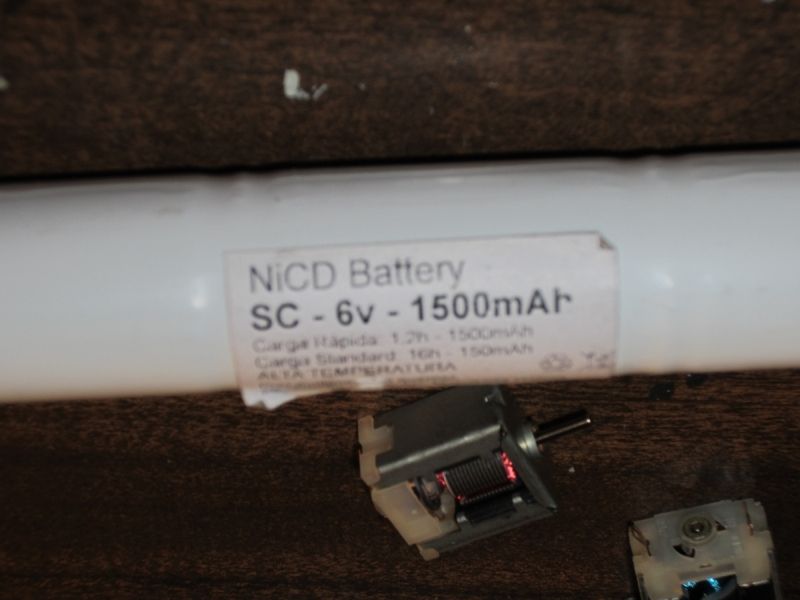 NiCD Battery
SC - 6v - 1500mAh
Carga Rápida: 1.2h - 1500mAh
Carga Standard: 16h - 150mAh
ALTA TEMPERATURA